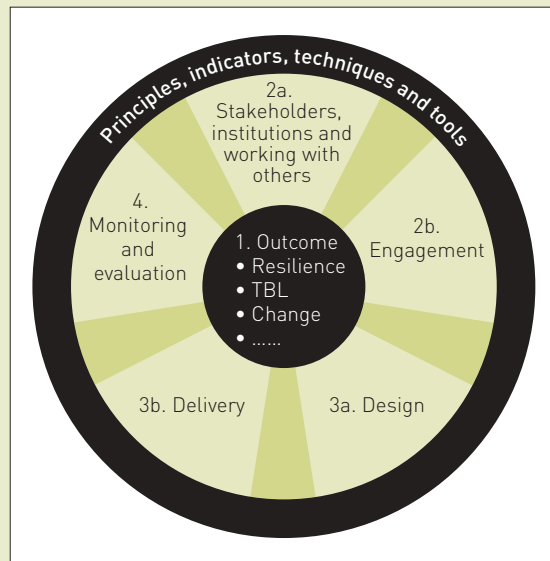 Principles, indicators, techniques and tools
2a.
Stakeholders,
institutions and
working with
others
2b.
Engagement
3a. Design
3b. Delivery
4.
Monitoring
and
evaluation
1. Outcome
• Resilience
• TBL
• Change
• ......